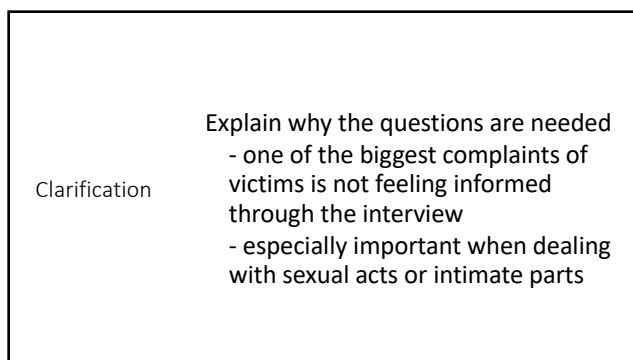 Clarification
Explain why the questions are needed
- one of the biggest complaints of
victims is not feeling informed
through the interview
- especially important when dealing
with sexual acts or intimate parts